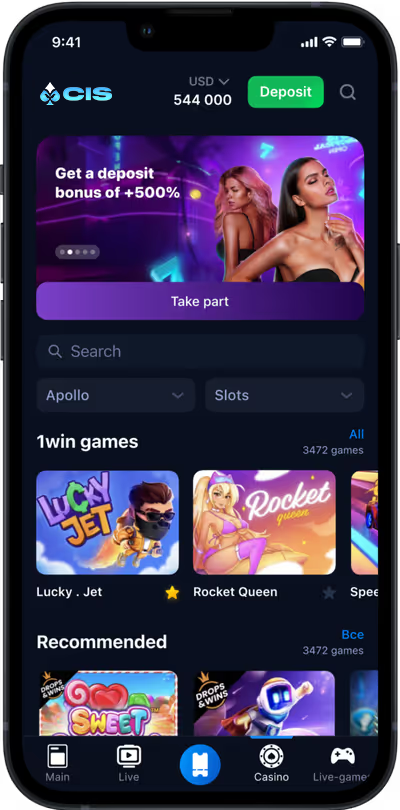 9:41
CIS
USD
544 000
Deposit
Get a deposit
bonus of +500%
Take part
Search
Apollo
Slots
1win games
All
3472 games
LUCKY
JET
Rocket
queen
Lucky . Jet
Rocket Queen
Spee
Recommended
Все
3472 games
DROPS
&WINS
SWEET
DROPS
&WINS
Main
Live
Casino
Live-game